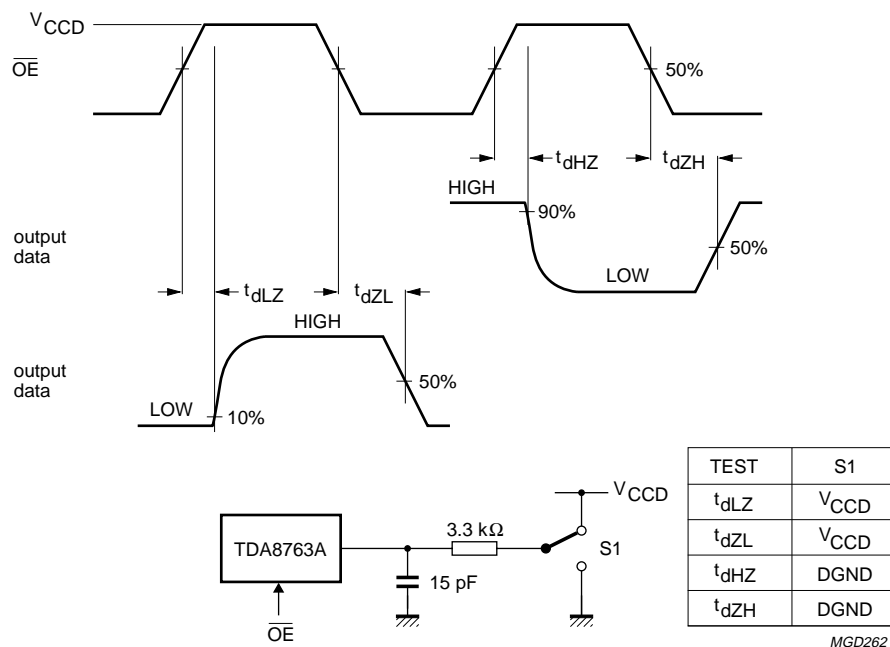 VCCD
OE
50%
tdHZ
tdZH
HIGH
90%
output
data
50%
LOW
tdLZ
tdZL
HIGH
output
data
50%
LOW
10%
TEST S1
VCCD
tdLZ VCCD
3.3 kΩ
TDA8763A
S1
tdZL VCCD
15 pF
tdHZ DGND
tdZH DGND
OE
MGD262